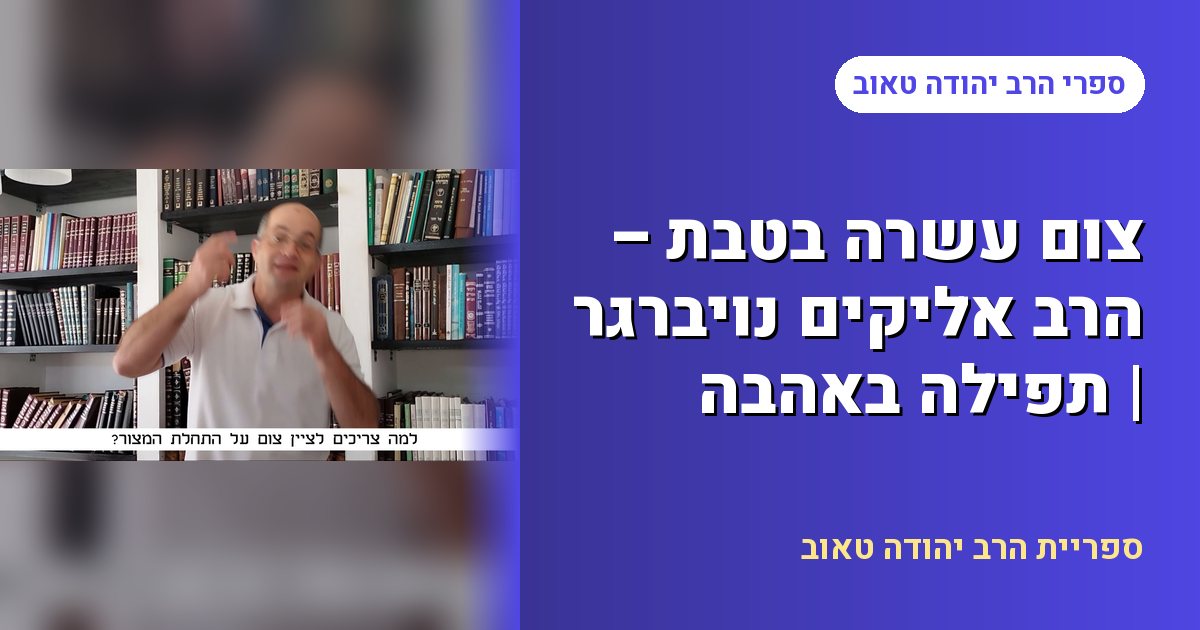 ספרי הרב יהודה טאוב
צום עשרה בטבת –
הרב אליקים נויברגר
| תפילה באהבה
למה צריכים לציין צום על התחלת המצור?
ספריית הרב יהודה טאוב